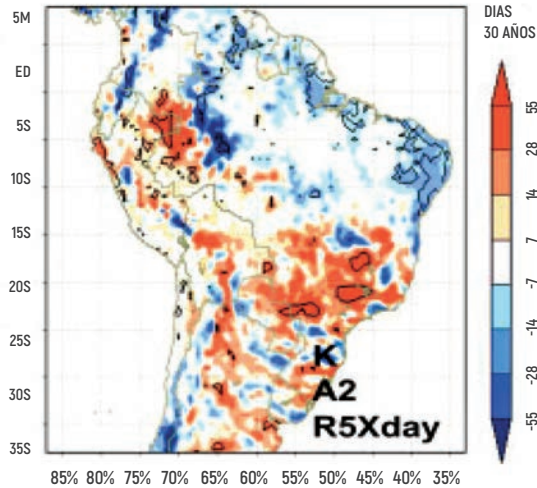 DIAS
30 AÑOS
5M
ED
5S
10S
15S
20S
25S
30S
35S
55
28
14
7
-7
-14
-28
-55
K
A2
R5Xday
85% 80% 75% 70% 65% 60% 55% 50% 45% 40% 35%